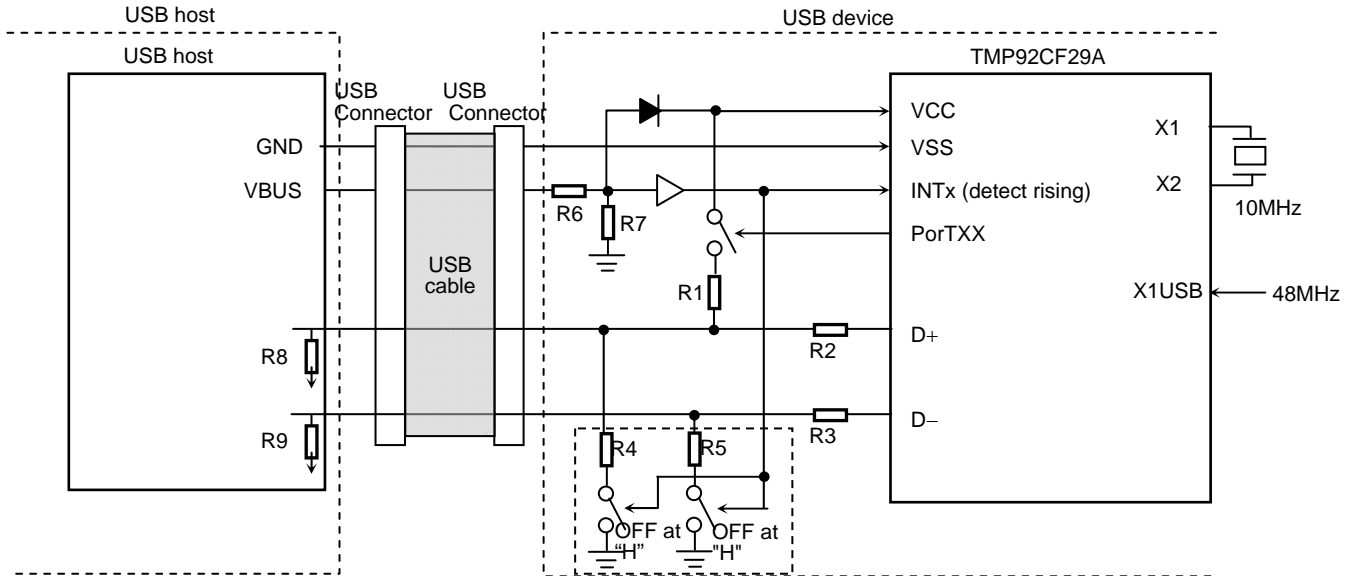 USB host
USB device
USB host
TMP92CF29A
USB
Connector
USB
Connector
VCC
X1
GND
VSS
VBUS
INTx (detect rising)
X2
R6
R7
10MHz
PorTXX
USB
cable
R1
X1USB
48MHz
R8
R2
D+
R9
R3
D−
R4
R5
OFF at
"H"
OFF at
"H"